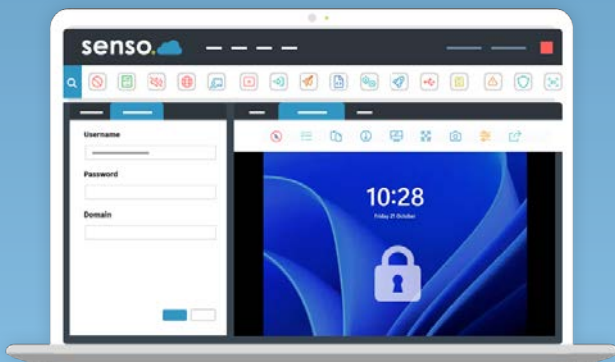 senso.
Username
Password
Domain
10:28
Friday 21 October